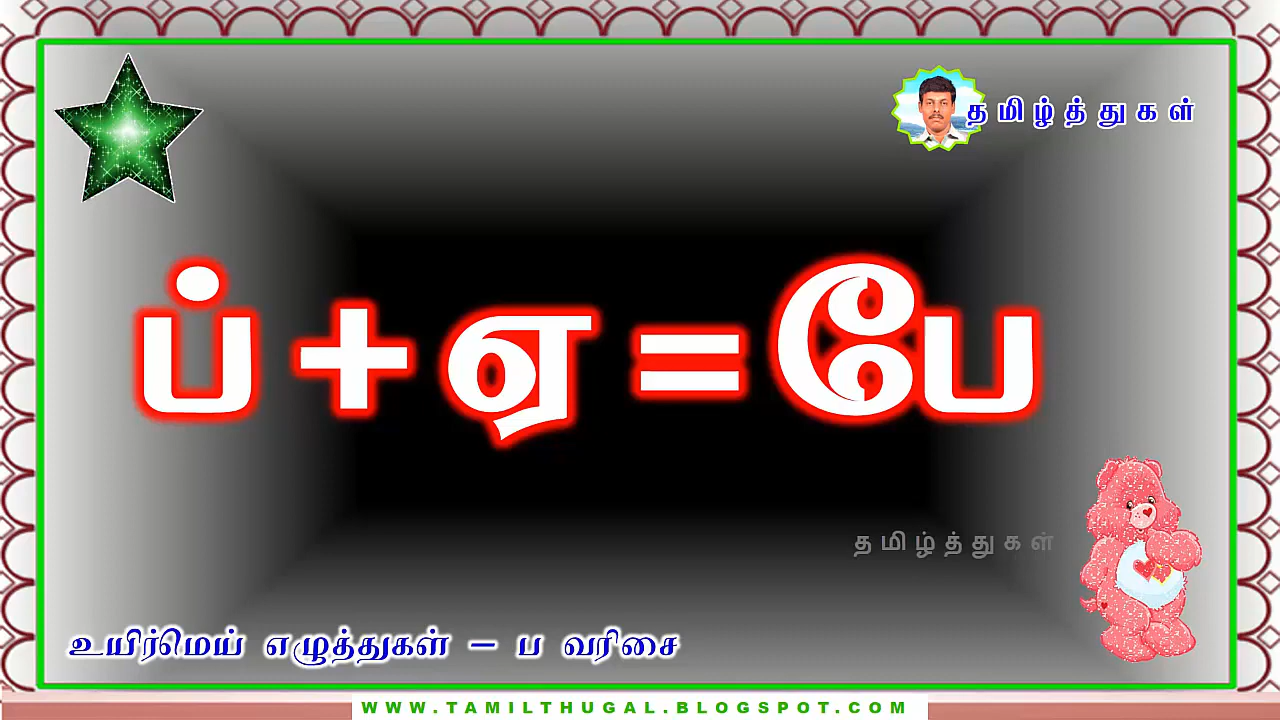 தமிழ்த்துகள்
ப் + ஏ = பே
தமிழ்த்துகள்
உயிர்மெய் எழுத்துகள் – ப வரிசை
WWW.TAMILTHUGAL.BLOGSPOT.COM